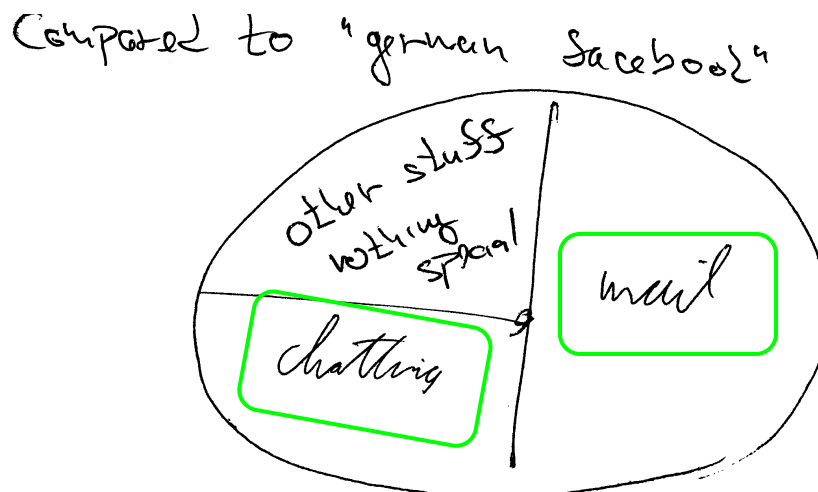 Compared to "german facebook"
other stuff
nothing
special
mail
chatting